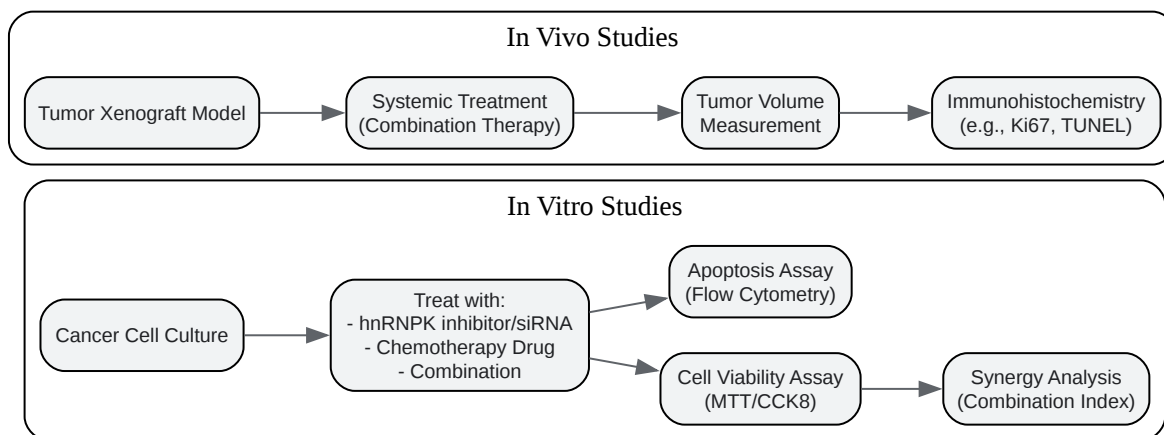 In Vivo Studies
Tumor Xenograft Model
Systemic Treatment
(Combination Therapy)
Tumor Volume
Measurement
Immunohistochemistry
(e.g., Ki67, TUNEL)
In Vitro Studies
Cancer Cell Culture
Treat with:
- hnRNPK inhibitor/siRNA
- Chemotherapy Drug
- Combination
Apoptosis Assay
(Flow Cytometry)
Cell Viability Assay
(MTT/CCK8)
Synergy Analysis
(Combination Index)